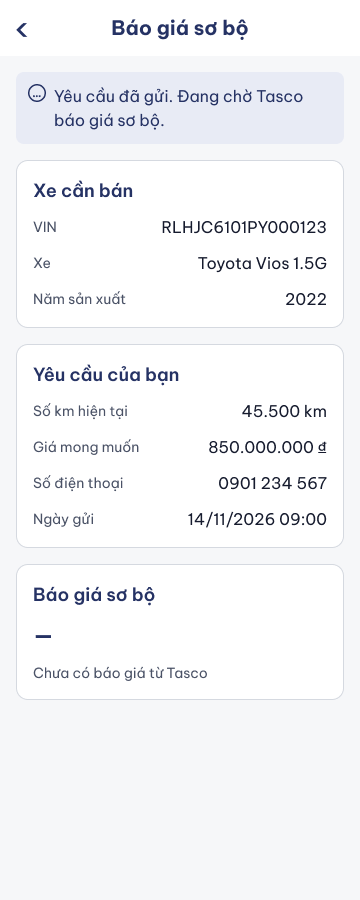 Báo giá sơ bộ
Yêu cầu đã gửi. Đang chờ Tasco
báo giá sơ bộ.
Xe cần bán
VIN RLHJC6101PY000123
Xe Toyota Vios 1.5G
Năm sản xuất 2022
Yêu cầu của bạn
Số km hiện tại 45.500 km
Giá mong muốn 850.000.000 ₫
Số điện thoại 0901 234 567
Ngày gửi 14/11/2026 09:00
Báo giá sơ bộ
—
Chưa có báo giá từ Tasco